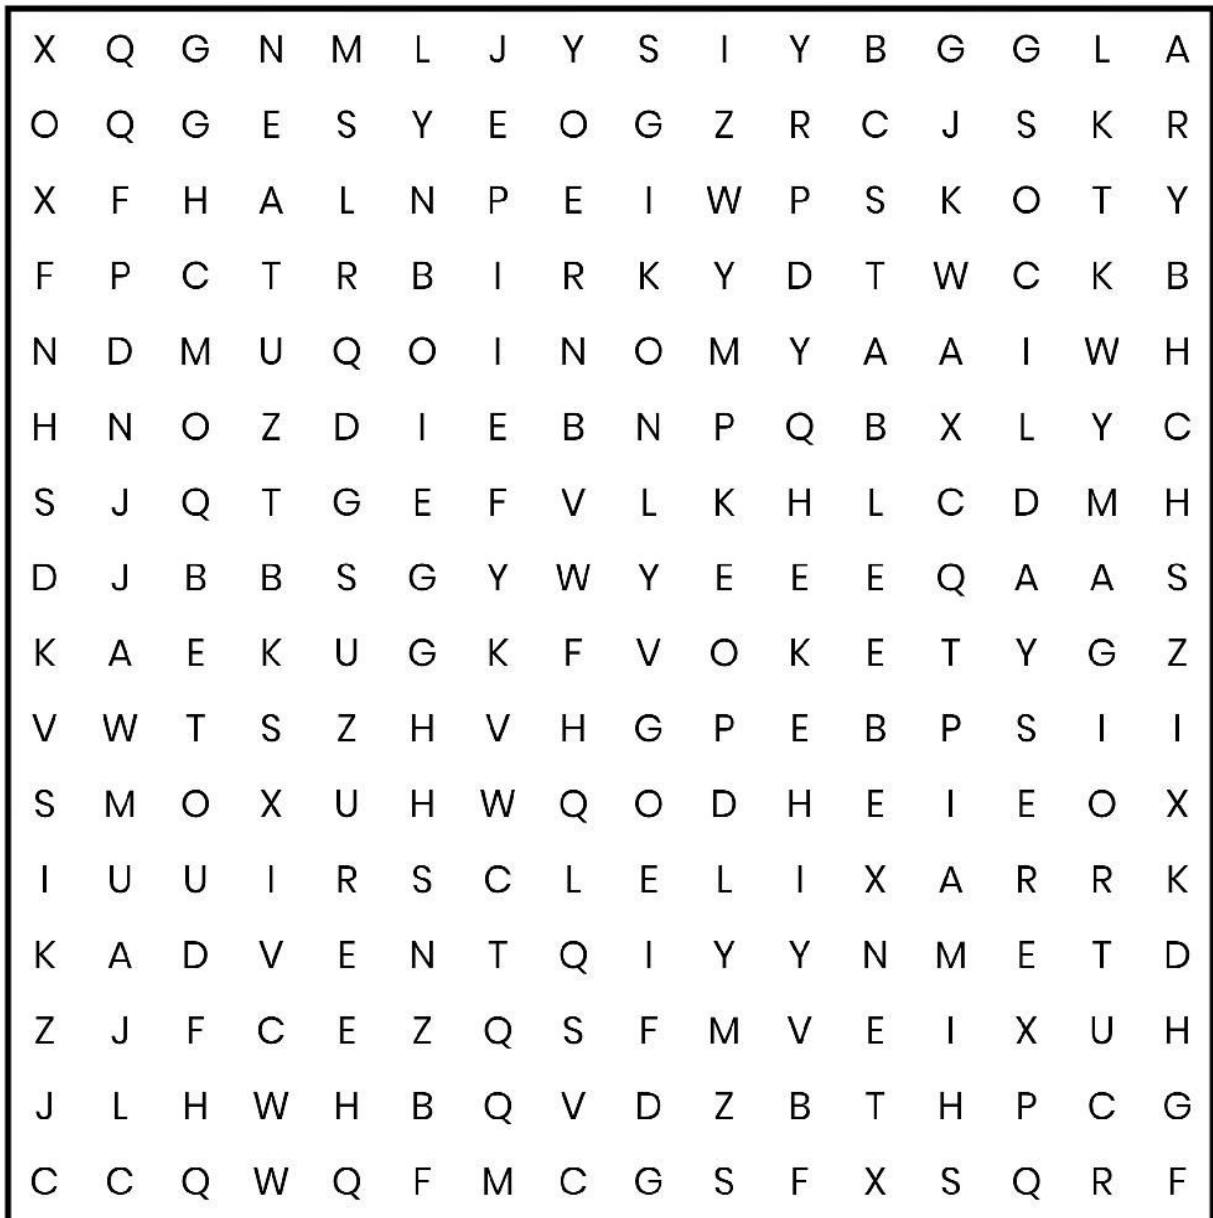 X Q G N M L J Y S I Y B G G L A
O Q G E S Y E O G Z R C J S K R
X F H A L N P E I W P S K O T Y
F P C T R B I R K Y D T W C K B
N D M U Q O I N O M Y A A I W H
H N O Z D I E B N P Q B X L Y C
S J Q T G E F V L K H L C D M H
D J B B S G Y W Y E E E Q A A S
K A E K U G K F V O K E T Y G Z
V W T S Z H V H G P E B P S I I
S M O X U H W Q O D H E I E O X
I U U I R S C L E L I X A R R K
K A D V E N T Q I Y Y N M E T D
Z J F C E Z Q S F M V E I X U H
J L H W H B Q V D Z B T H P C G
C C Q W Q F M C G S F X S Q R F